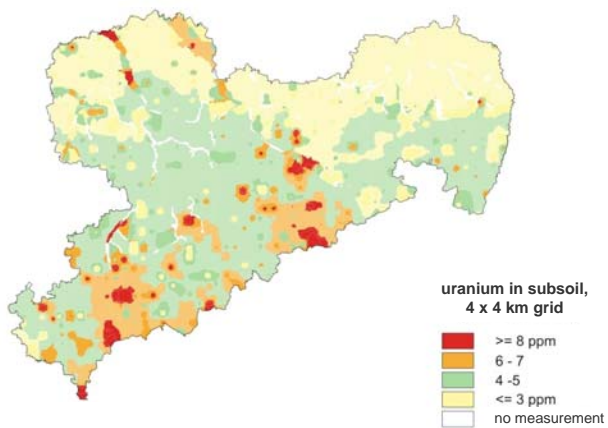 uranium in subsoil,
4 x 4 km grid
>= 8 ppm
6 - 7
4 -5
<= 3 ppm
no measurement